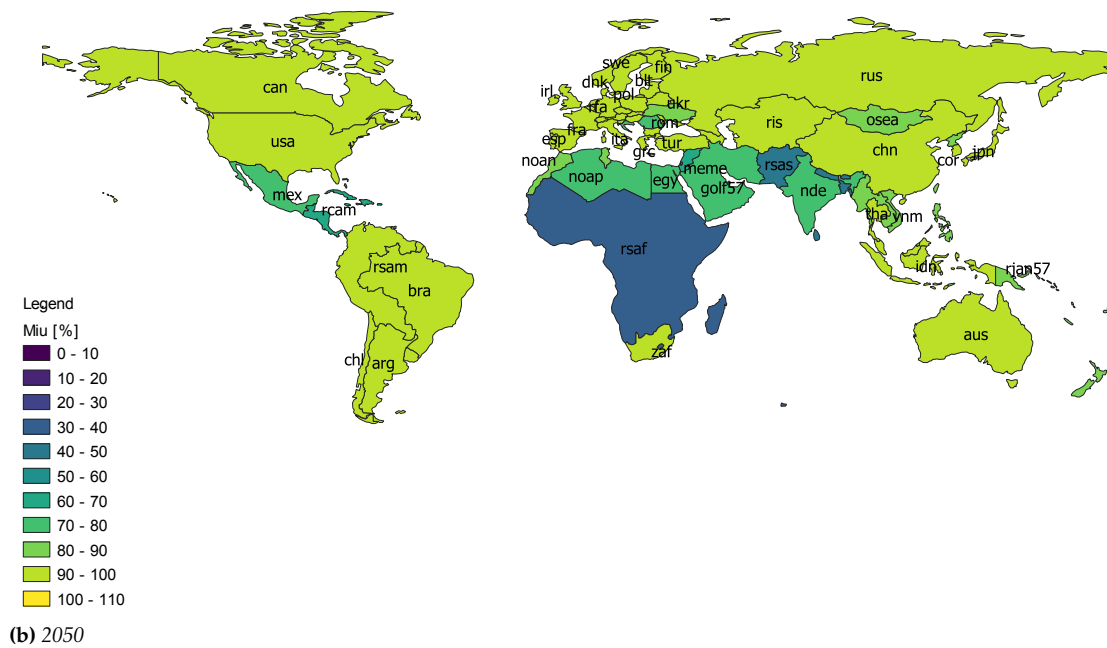 swe
fin
dnk
blt
rus
can
irl
pol
rfa
ukr
osea
fra
rom
ris
usa
esp
ita
tur
chn
cor
jpn
grc
noan
meme
rsas
noap
egy
golf57
nde
mex
rcam
tha
vnm
rsaf
rsam
idn
rjan57
bra
Legend
Miu [%]
aus
zaf
chl
arg
0 - 10
10 - 20
20 - 30
30 - 40
40 - 50
50 - 60
60 - 70
70 - 80
80 - 90
90 - 100
100 - 110
(b) 2050